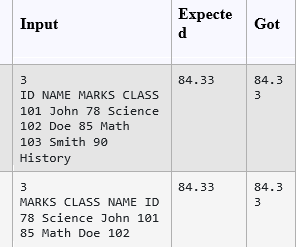 Input
Expecte
d
Got
3
ID NAME MARKS CLASS
101 John 78 Science
102 Doe 85 Math
103 Smith 90
History
84.33
84.3
3
3
MARKS CLASS NAME ID
78 Science John 101
85 Math Doe 102
84.33
84.3
3